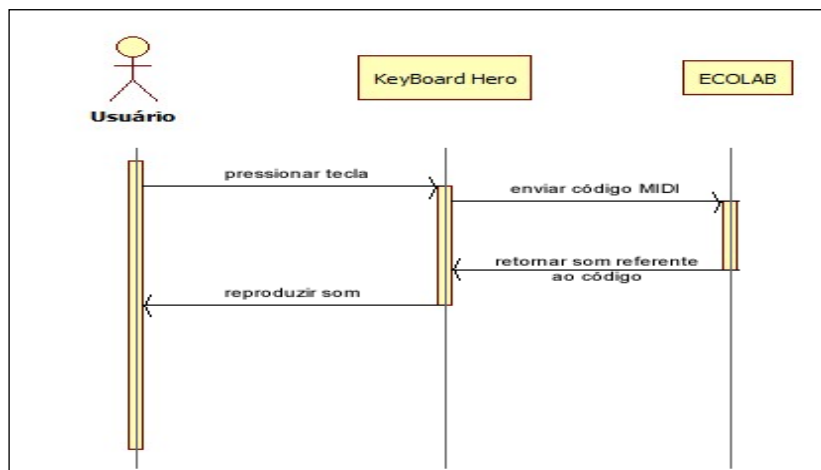 Usuário
KeyBoard Hero
ECOLAB
pressionar tecla
enviar código MIDI
retornar som referente
ao código
reproduzir som